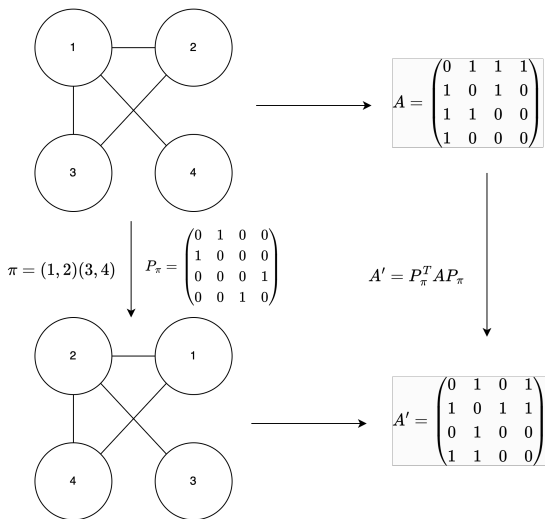 1 2
3 4
A = (0 1 1 1
1 0 1 0
1 1 0 0
1 0 0 0)
π = (1, 2)(3, 4)
P_π = (0 1 0 0
1 0 0 0
0 0 0 1
0 0 1 0)
A′ = P_π^T A P_π
2 1
4 3
A′ = (0 1 0 1
1 0 1 1
0 1 0 0
1 1 0 0)